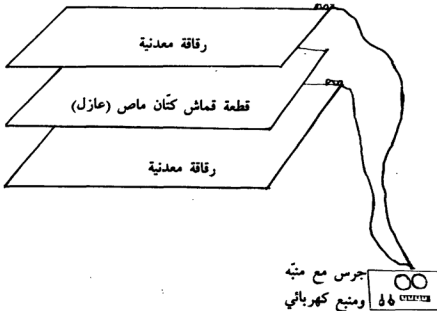 رقاقة معدنية
قطعة قماش كتّان ماص (عازل)
رقاقة معدنية
جرس مع منبّه
ومنبع كهربائي